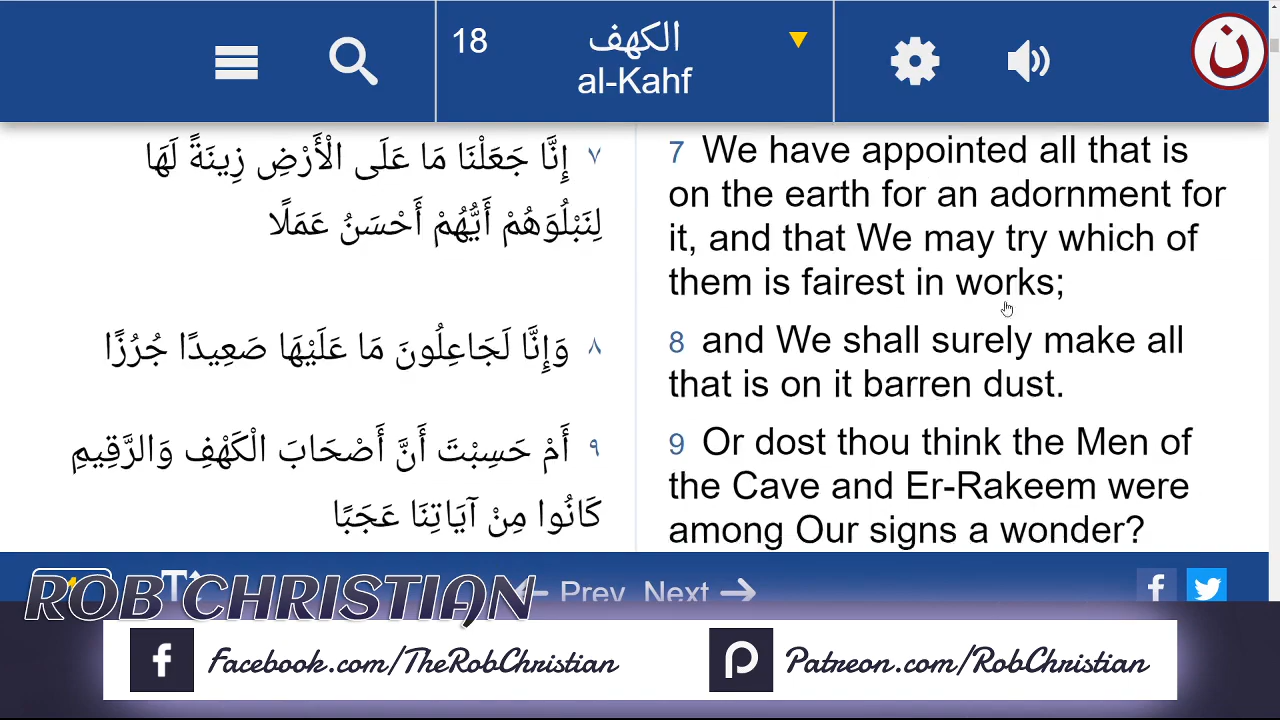 18
الكهف
al-Kahf
ن
٧ إِنَّا جَعَلْنَا مَا عَلَى الْأَرْضِ زِينَةً لَهَا
لِنَبْلُوَهُمْ أَيُّهُمْ أَحْسَنُ عَمَلًا
٨ وَإِنَّا لَجَاعِلُونَ مَا عَلَيْهَا صَعِيدًا جُرُزًا
٩ أَمْ حَسِبْتَ أَنَّ أَصْحَابَ الْكَهْفِ وَالرَّقِيمِ
كَانُوا مِنْ آيَاتِنَا عَجَبًا
7 We have appointed all that is
on the earth for an adornment for
it, and that We may try which of
them is fairest in works;
8 and We shall surely make all
that is on it barren dust.
9 Or dost thou think the Men of
the Cave and Er-Rakeem were
among Our signs a wonder?
Prev Next
ROB CHRISTIAN
Facebook.com/TheRobChristian
Patreon.com/RobChristian